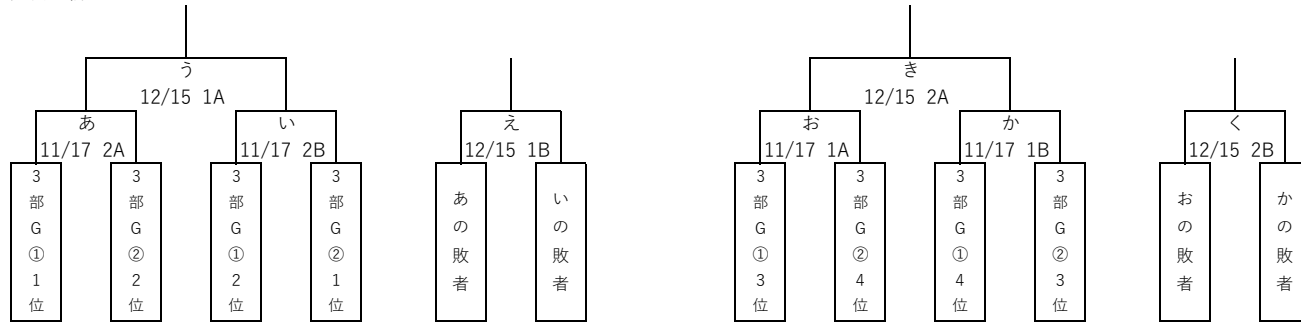 う
12/15 1A
あ
11/17 2A
い
11/17 2B
3部G①1位
3部G②2位
3部G①2位
3部G②1位
え
12/15 1B
あの敗者
いの敗者
き
12/15 2A
お
11/17 1A
か
11/17 1B
3部G①3位
3部G②4位
3部G①4位
3部G②3位
く
12/15 2B
おの敗者
かの敗者